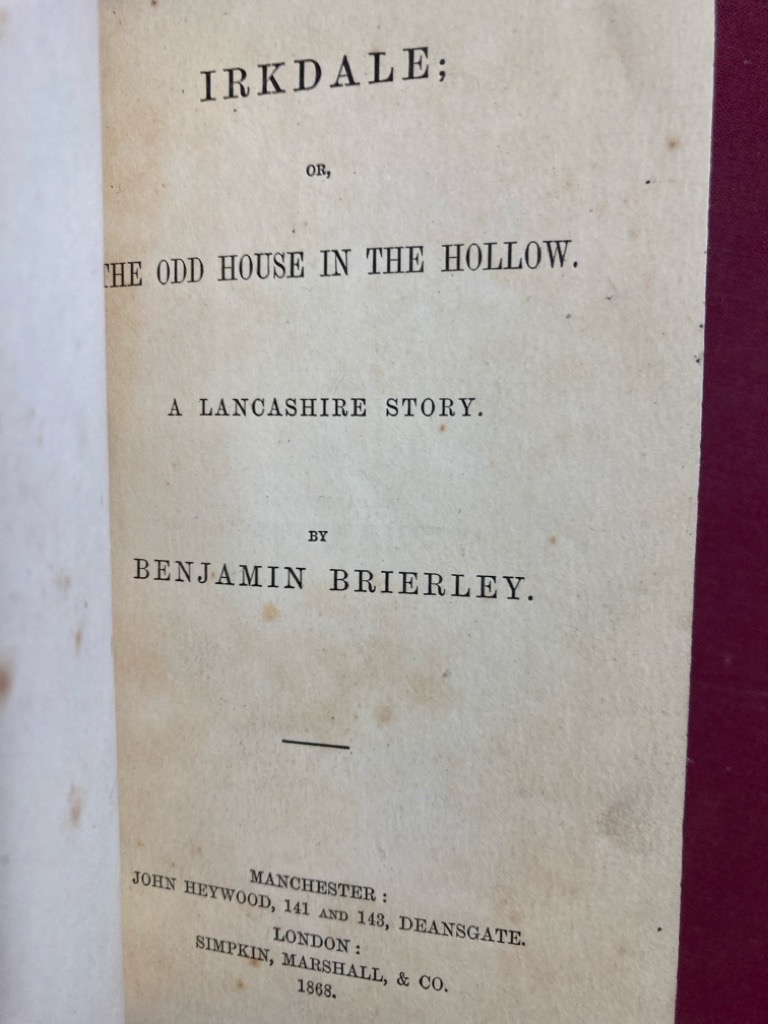 IRKDALE;
OR,
THE ODD HOUSE IN THE HOLLOW.
A LANCASHIRE STORY.
BY
BENJAMIN BRIERLEY.
MANCHESTER:
JOHN HEYWOOD, 141 AND 143, DEANSGATE.
LONDON:
SIMPKIN, MARSHALL, & CO.
1868.